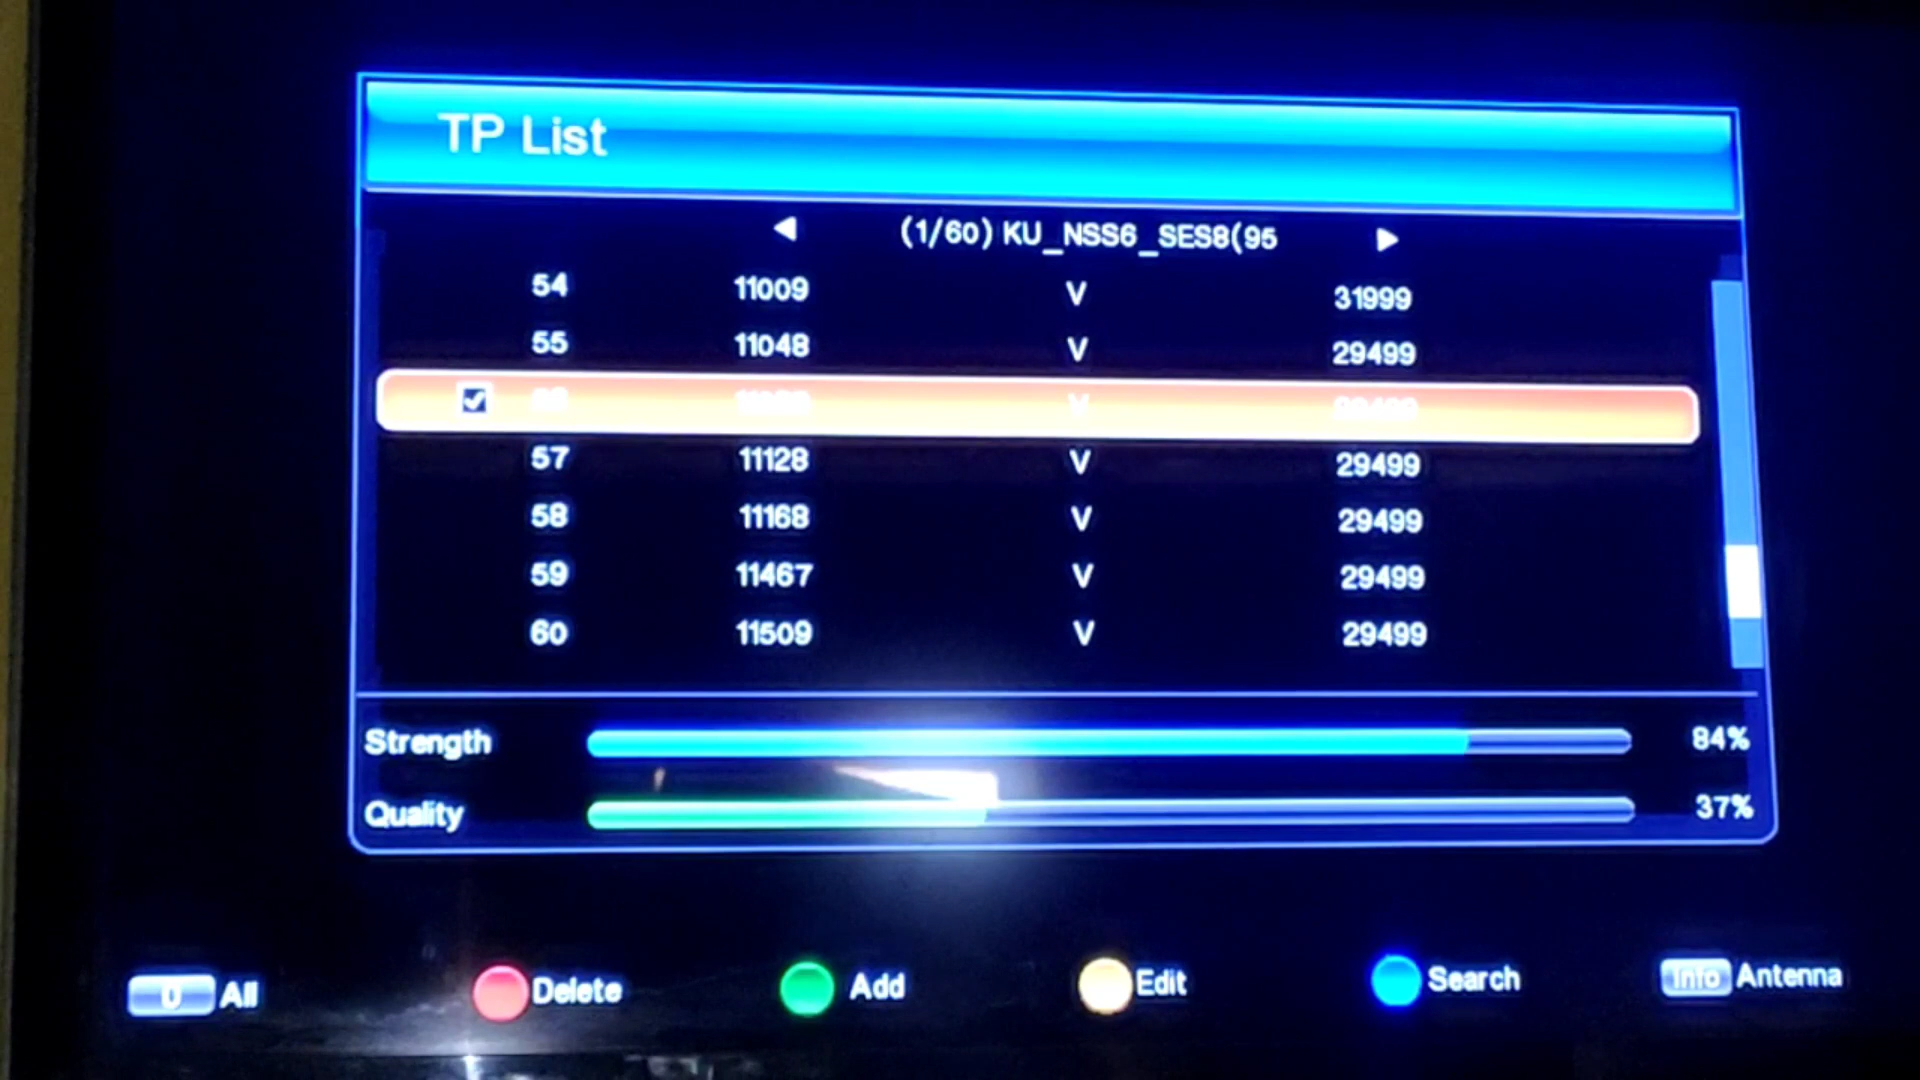 TP List
(1/60) KU_NSS6_SES8(95
54 11009 V 31999
55 11048 V 29499
V
57 11128 V 29499
58 11168 V 29499
59 11467 V 29499
60 11509 V 29499
Strength 84%
Quality 37%
All Delete Add Edit Search Info Antenna